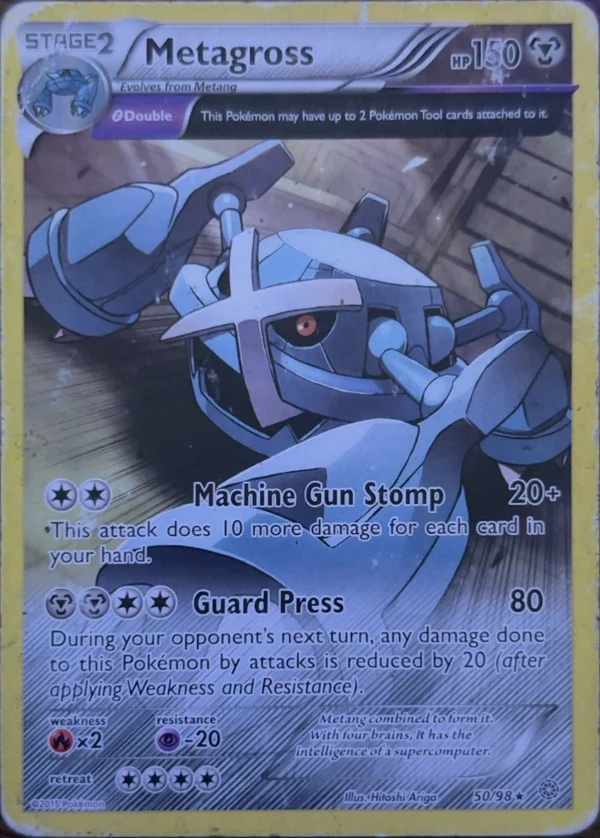 STAGE2
Metagross
HP150
Evolves from Metang
Double
This Pokémon may have up to 2 Pokémon Tool cards attached to it.
Machine Gun Stomp 20+
This attack does 10 more damage for each card in
your hand.
Guard Press 80
During your opponent's next turn, any damage done
to this Pokémon by attacks is reduced by 20 (after
applying Weakness and Resistance).
weakness
×2
resistance
-20
Metang combined to form it.
With four brains, it has the
intelligence of a supercomputer.
retreat
©2015 Pokémon
Illus. Hitoshi Ariga
50/98★